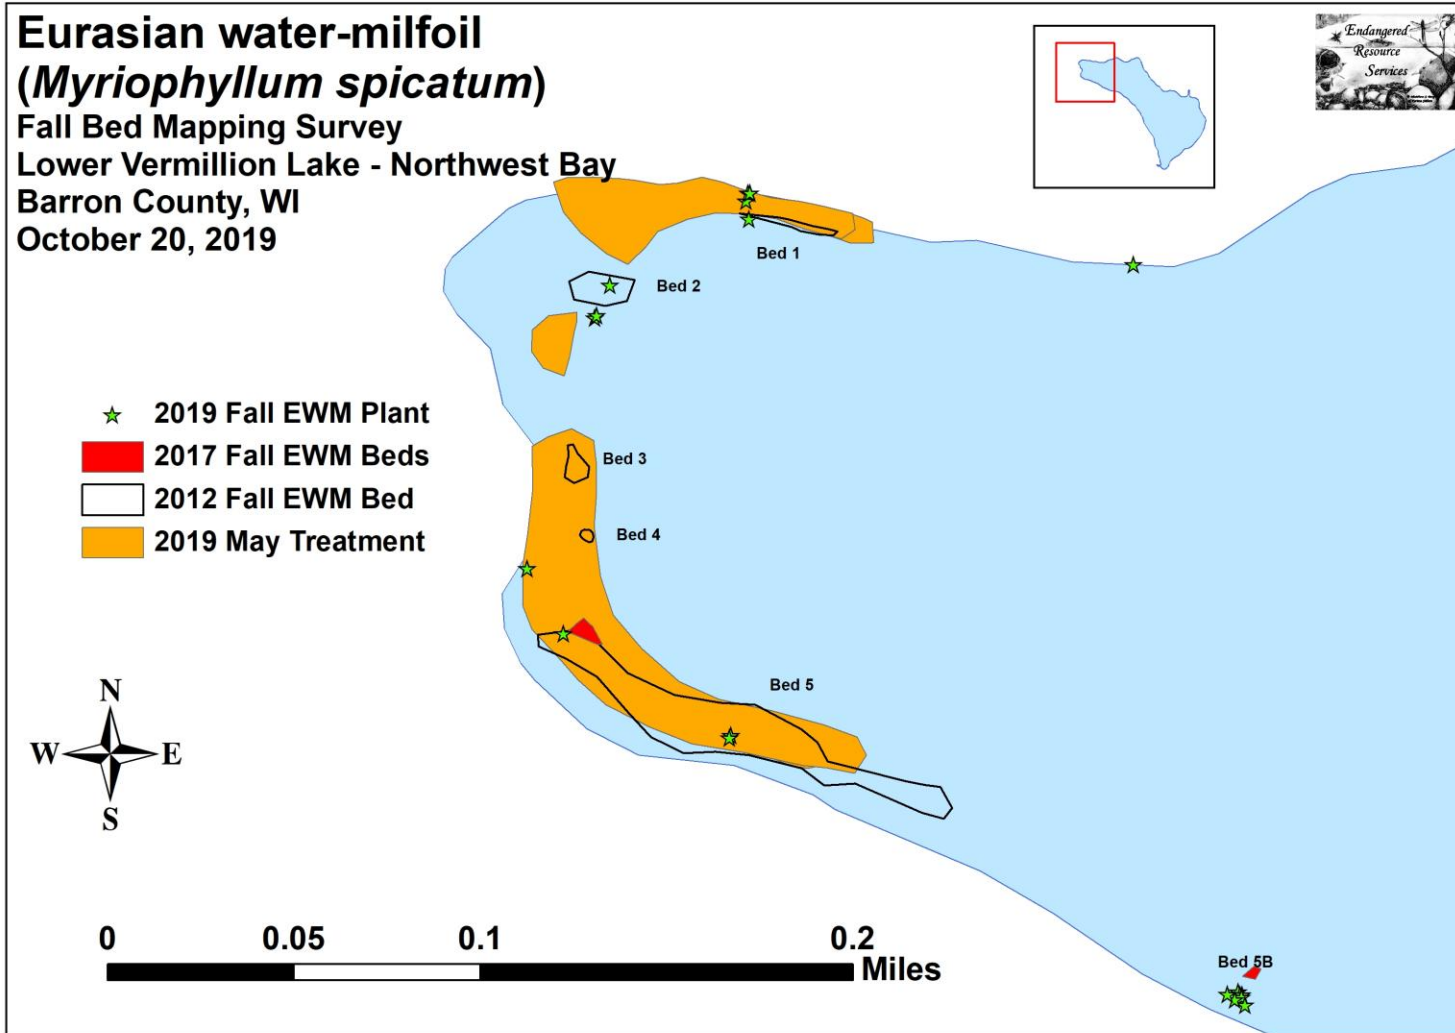 Eurasian water-milfoil
(Myriophyllum spicatum)
Fall Bed Mapping Survey
Lower Vermillion Lake - Northwest Bay
Barron County, WI
October 20, 2019
Endangered
Resource
Services
Bed 1
Bed 2
2019 Fall EWM Plant
2017 Fall EWM Beds
2012 Fall EWM Bed
2019 May Treatment
Bed 3
Bed 4
Bed 5
N
W E
S
0 0.05 0.1 0.2
Miles
Bed 5B